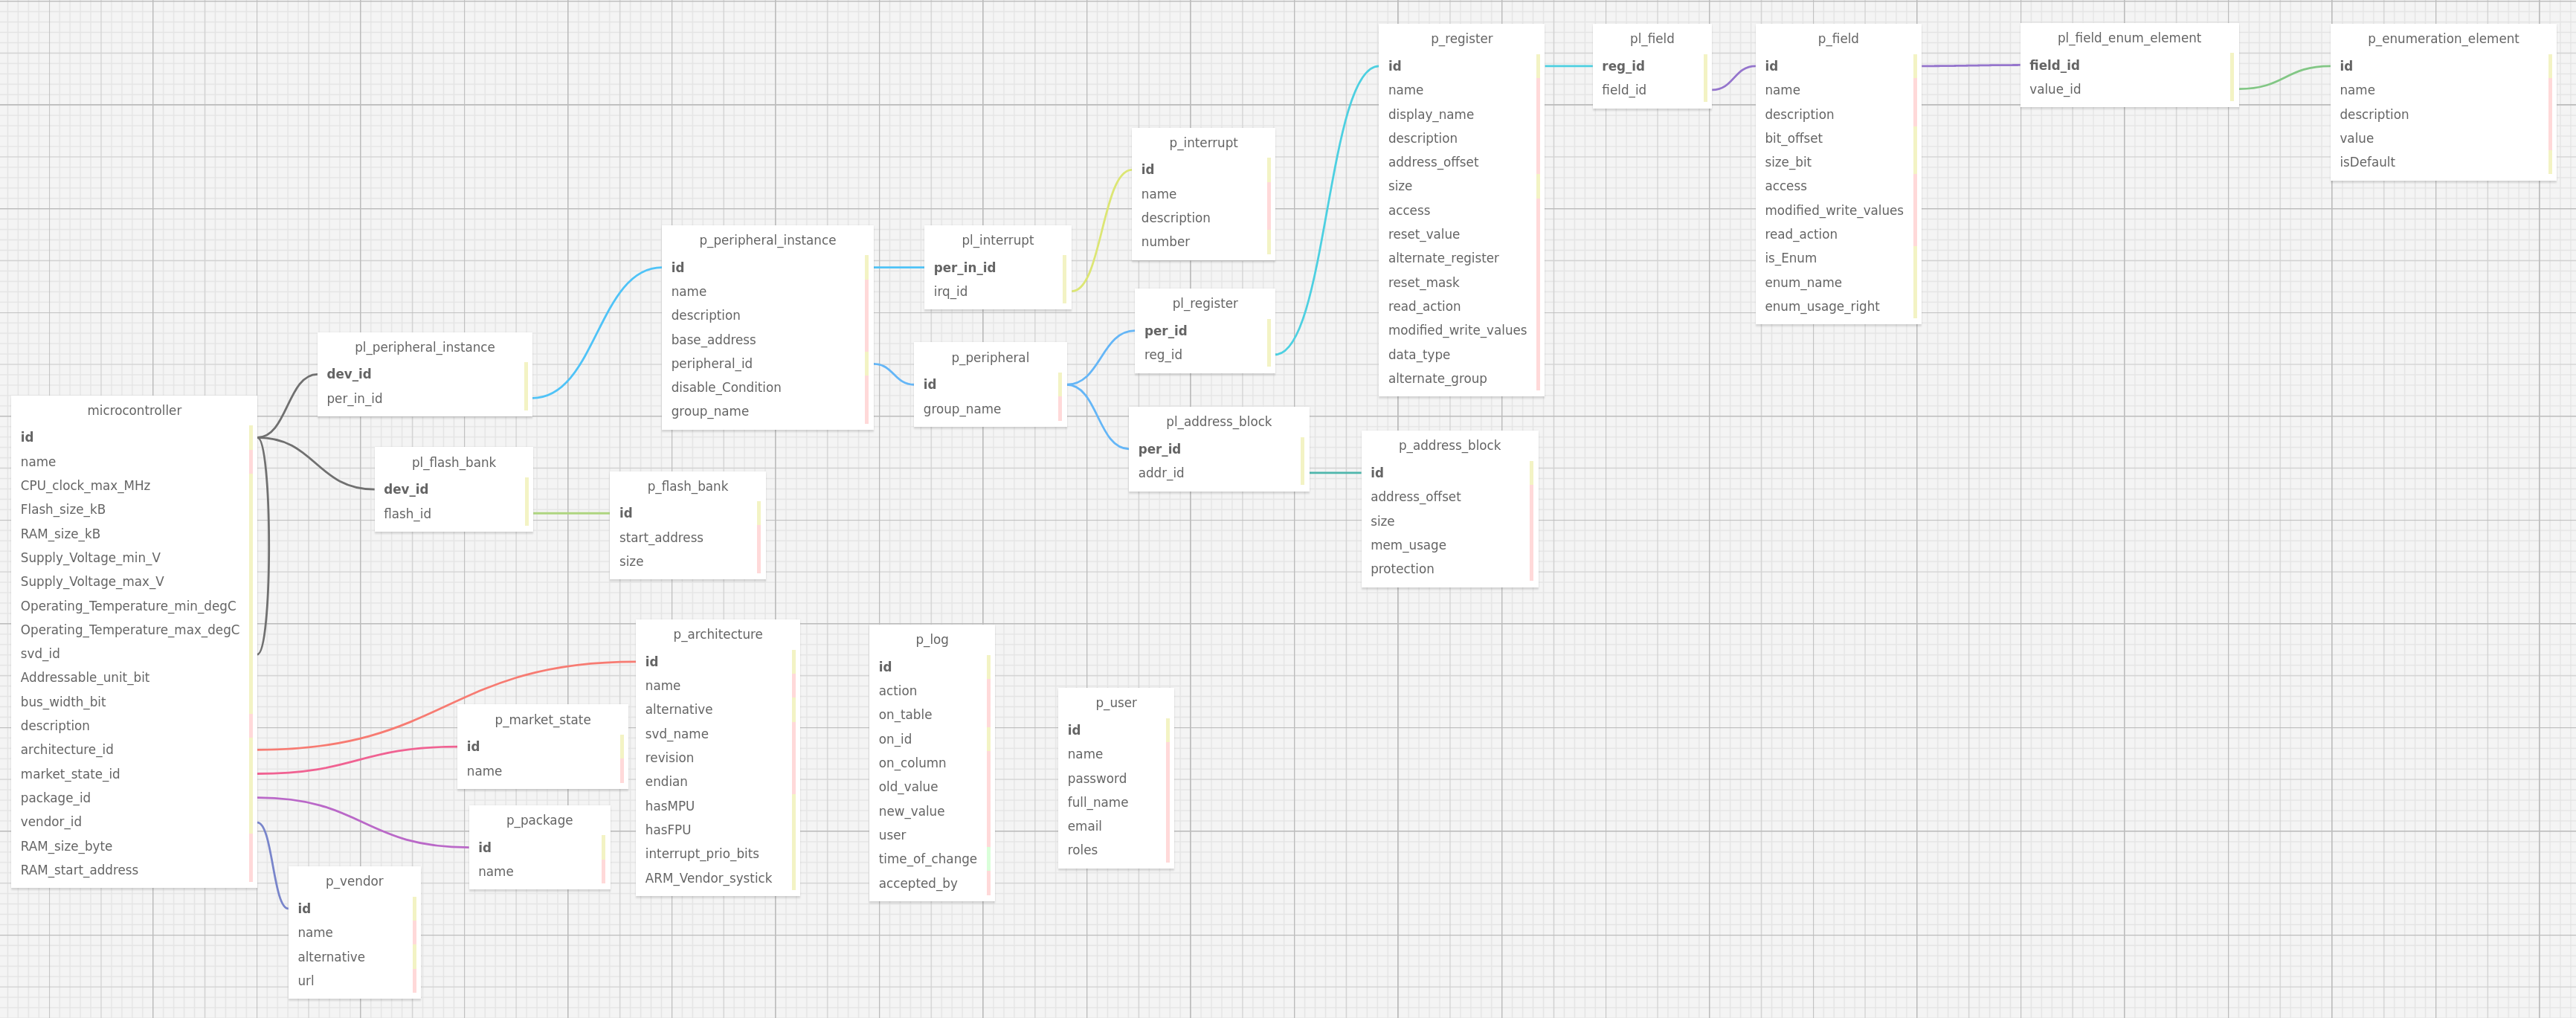 microcontroller
id
name
CPU_clock_max_MHz
Flash_size_kB
RAM_size_kB
Supply_Voltage_min_V
Supply_Voltage_max_V
Operating_Temperature_min_degC
Operating_Temperature_max_degC
svd_id
Addressable_unit_bit
bus_width_bit
description
architecture_id
market_state_id
package_id
vendor_id
RAM_size_byte
RAM_start_address
pl_peripheral_instance
dev_id
per_in_id
pl_flash_bank
dev_id
flash_id
p_vendor
id
name
alternative
url
p_market_state
id
name
p_package
id
name
p_flash_bank
id
start_address
size
p_architecture
id
name
alternative
svd_name
revision
endian
hasMPU
hasFPU
interrupt_prio_bits
ARM_Vendor_systick
p_peripheral_instance
id
name
description
base_address
peripheral_id
disable_Condition
group_name
pl_interrupt
per_in_id
irq_id
p_peripheral
id
group_name
p_log
id
action
on_table
on_id
on_column
old_value
new_value
user
time_of_change
accepted_by
p_user
id
name
password
full_name
email
roles
p_interrupt
id
name
description
number
pl_register
per_id
reg_id
pl_address_block
per_id
addr_id
p_address_block
id
address_offset
size
mem_usage
protection
p_register
id
name
display_name
description
address_offset
size
access
reset_value
alternate_register
reset_mask
read_action
modified_write_values
data_type
alternate_group
pl_field
reg_id
field_id
p_field
id
name
description
bit_offset
size_bit
access
modified_write_values
read_action
is_Enum
enum_name
enum_usage_right
pl_field_enum_element
field_id
value_id
p_enumeration_element
id
name
description
value
isDefault